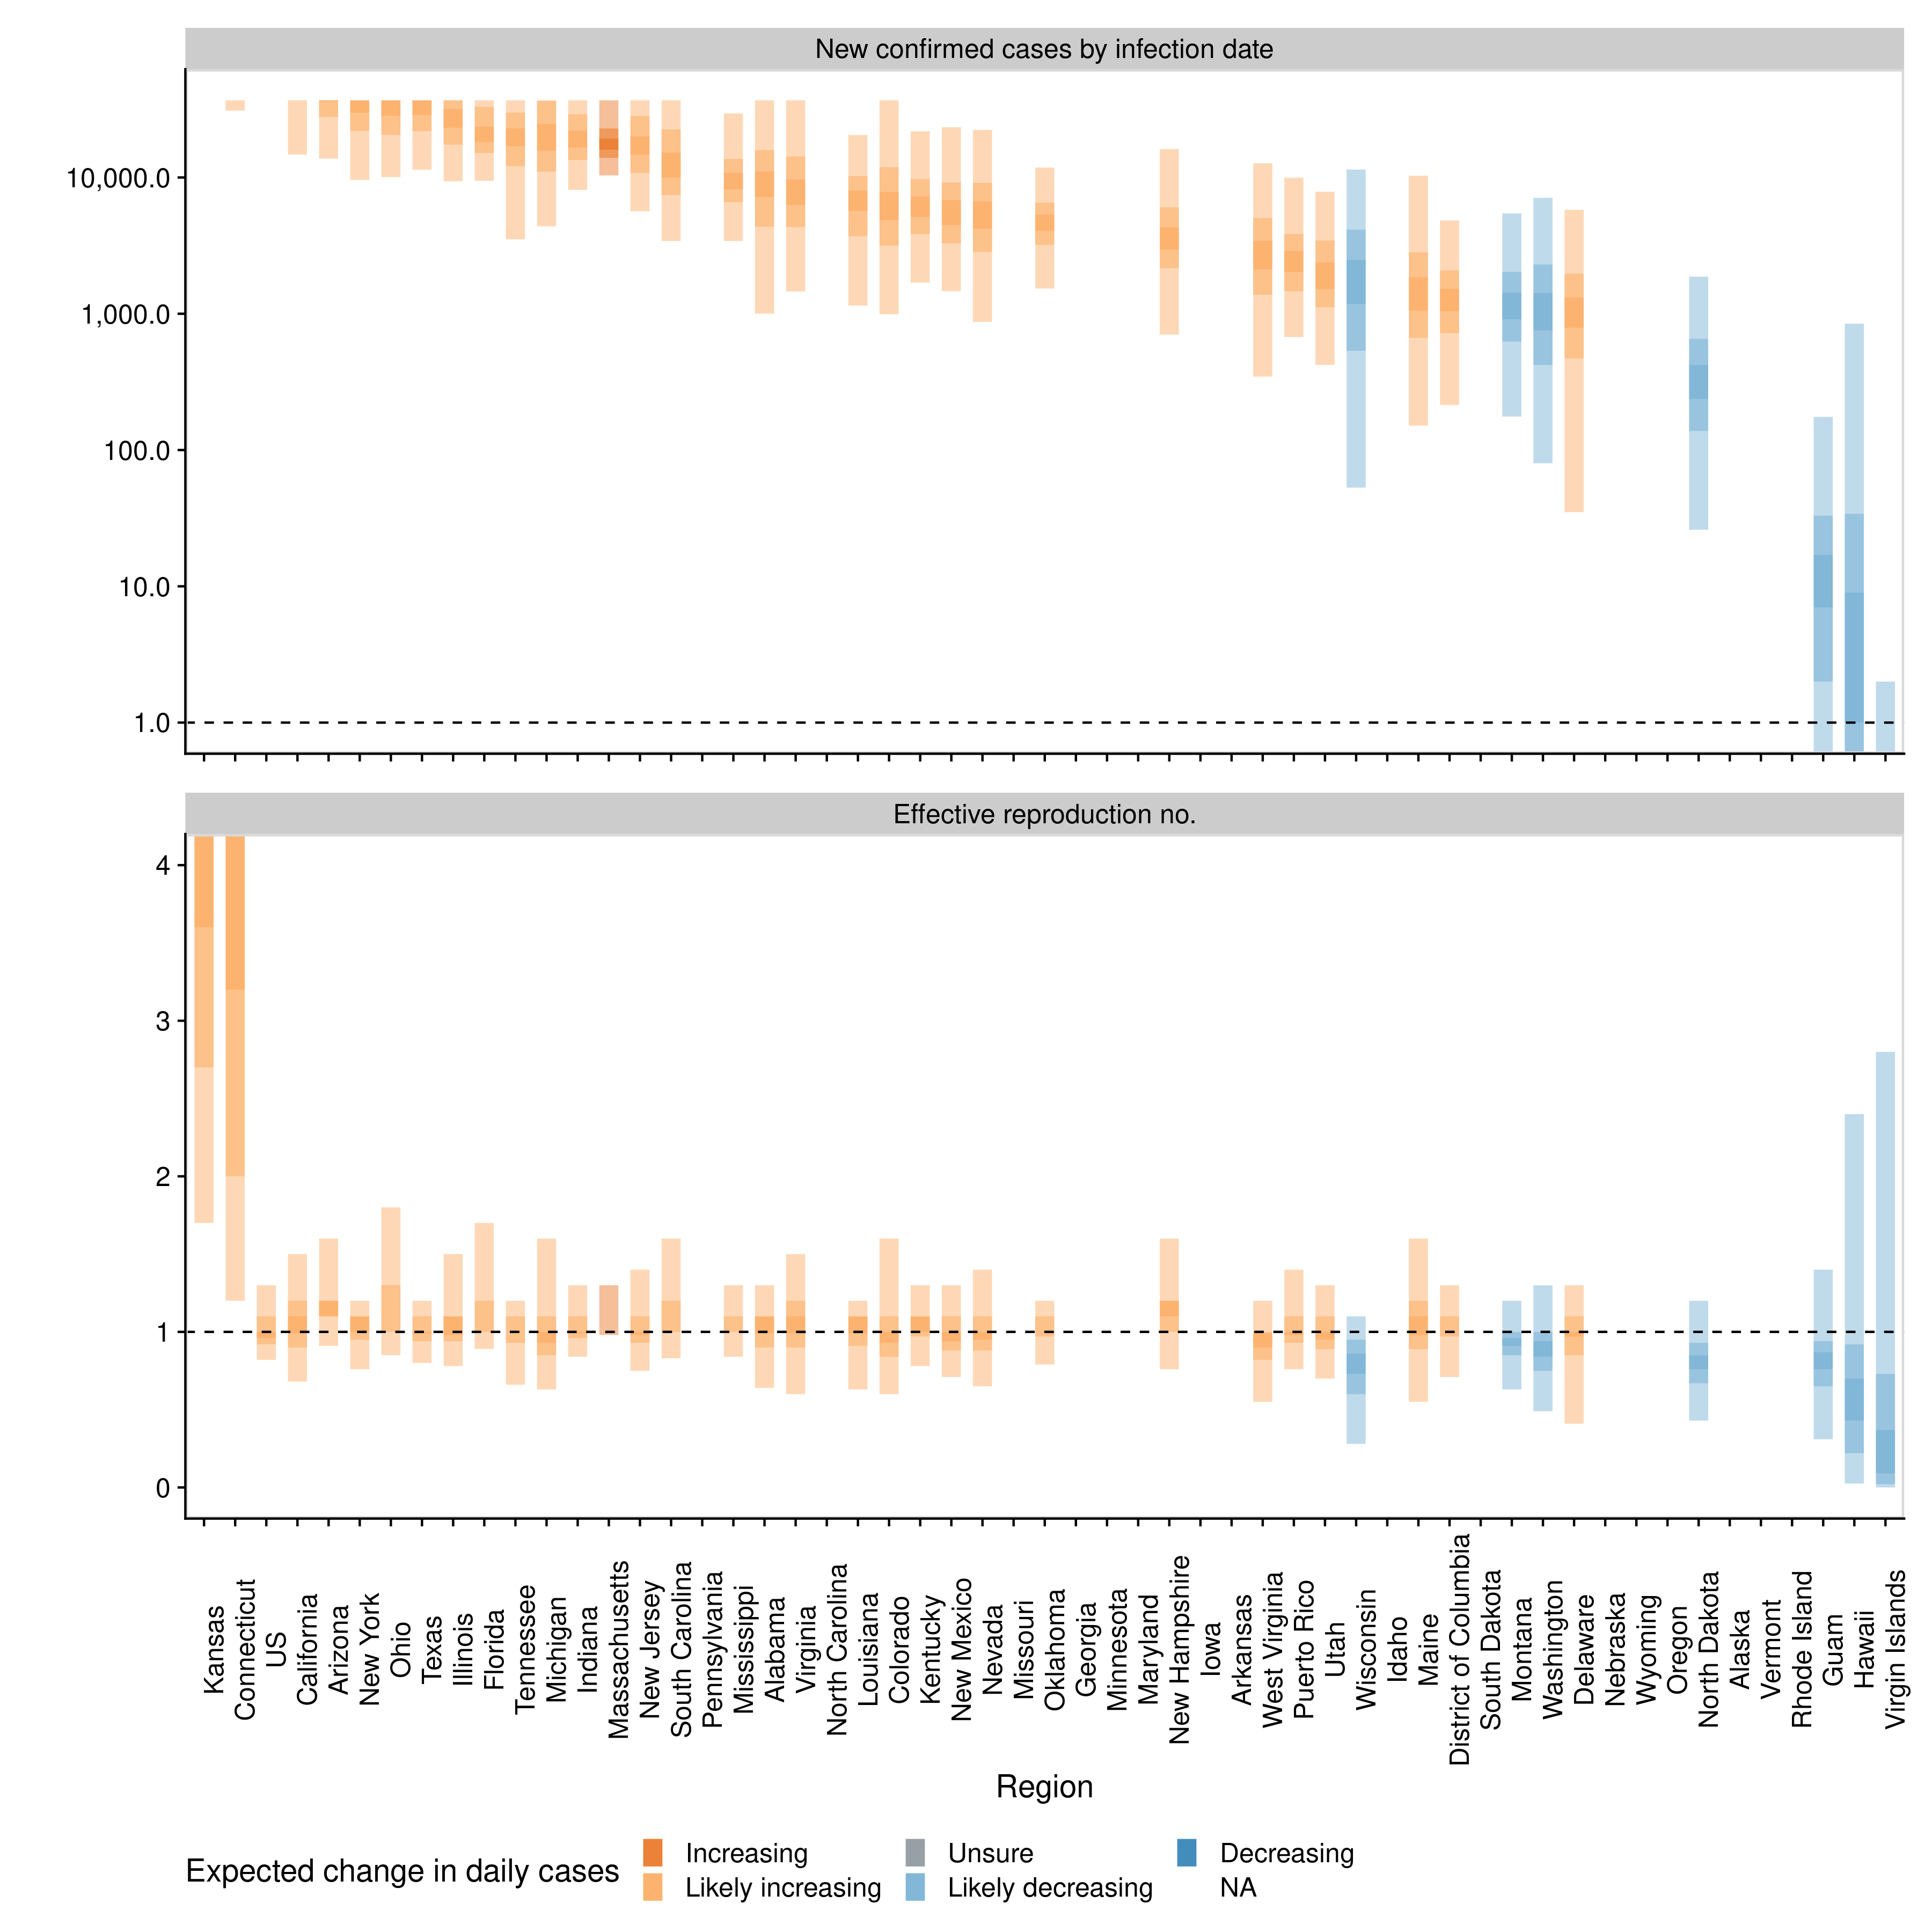 New confirmed cases by infection date
10,000.0
1,000.0
100.0
10.0
1.0
Effective reproduction no.
4
3
2
1
0
Kansas
Connecticut
US
California
Arizona
New York
Ohio
Texas
Illinois
Florida
Tennessee
Michigan
Indiana
Massachusetts
New Jersey
South Carolina
Pennsylvania
Mississippi
Alabama
Virginia
North Carolina
Louisiana
Colorado
Kentucky
New Mexico
Nevada
Missouri
Oklahoma
Georgia
Minnesota
Maryland
New Hampshire
Iowa
Arkansas
West Virginia
Puerto Rico
Utah
Wisconsin
Idaho
Maine
District of Columbia
South Dakota
Montana
Washington
Delaware
Nebraska
Wyoming
Oregon
North Dakota
Alaska
Vermont
Rhode Island
Guam
Hawaii
Virgin Islands
Region
Expected change in daily cases
Increasing
Likely increasing
Unsure
Likely decreasing
Decreasing
NA